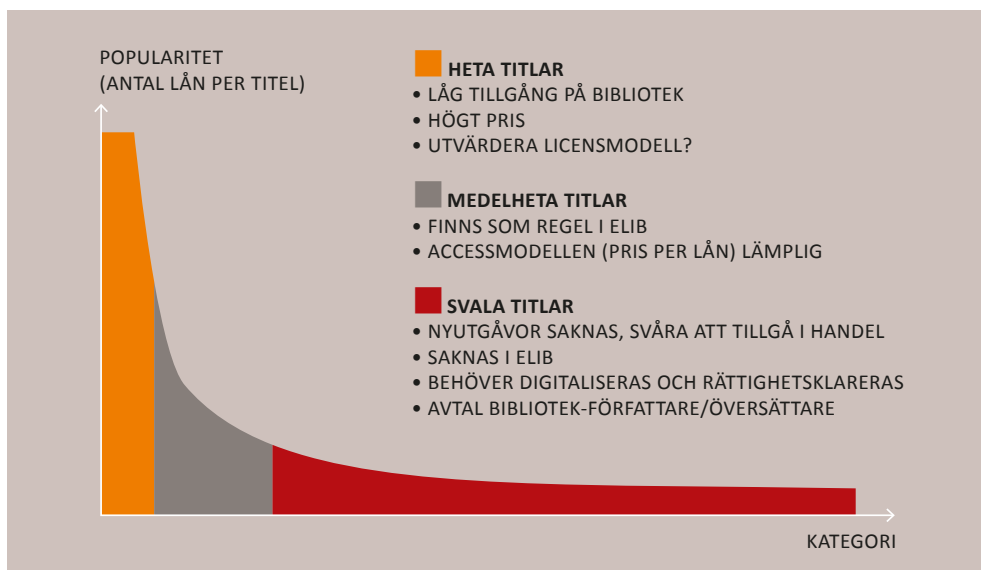 POPULARITET
(ANTAL LÅN PER TITEL)
HETA TITLAR
• LÅG TILLGÅNG PÅ BIBLIOTEK
• HÖGT PRIS
• UTVÄRDERA LICENSMODELL?
MEDELHETA TITLAR
• FINNS SOM REGEL I ELIB
• ACCESSMODELLEN (PRIS PER LÅN) LÄMPLIG
SVALA TITLAR
• NYUTGÅVOR SAKNAS, SVÅRA ATT TILLGÅ I HANDEL
• SAKNAS I ELIB
• BEHÖVER DIGITALISERAS OCH RÄTTIGHETSKLARERAS
• AVTAL BIBLIOTEK-FÖRFATTARE/ÖVERSÄTTARE
KATEGORI